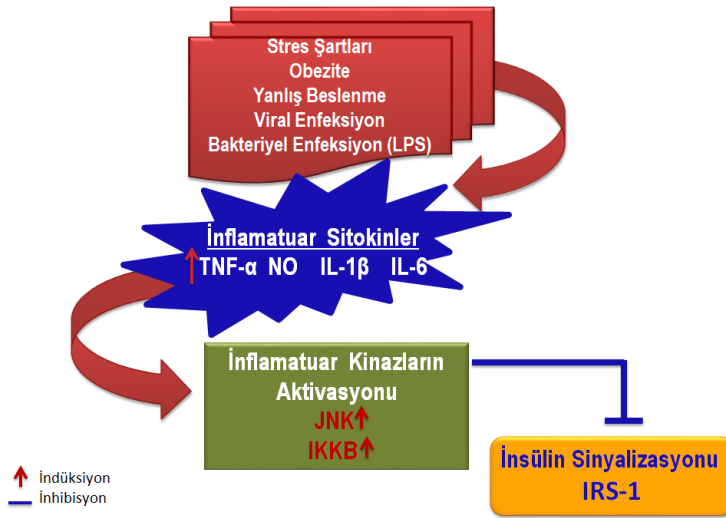 Stres Şartları
Obezite
Yanlış Beslenme
Viral Enfeksiyon
Bakteriyel Enfeksiyon (LPS)
İnflamatuar Sitokinler
TNF-α NO IL-1β IL-6
İnflamatuar Kinazların
Aktivasyonu
JNK
IKKB
İnsülin Sinyalizasyonu
IRS-1
İndüksiyon
İnhibisyon